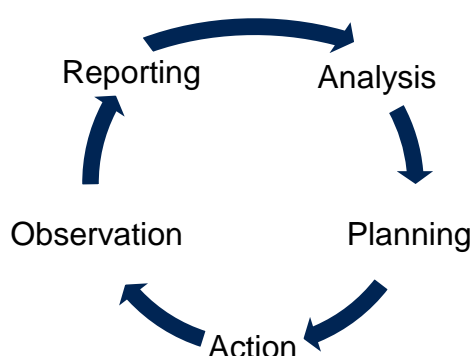 Reporting
Analysis
Observation
Planning
Action